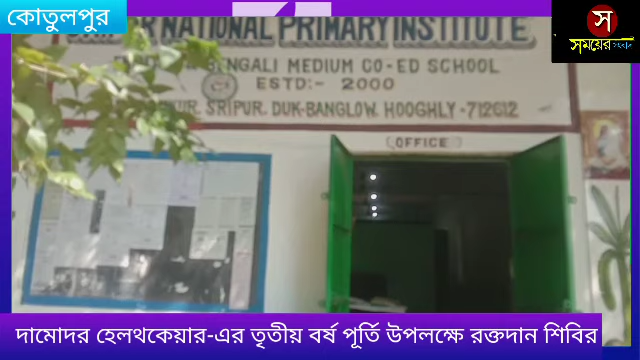 কোতুলপুর
স
সময়ের সংবাদ
INTERNATIONAL PRIMARY INSTITUTE
BENGALI MEDIUM CO-ED SCHOOL
ESTD:- 2000
SRIPUR, DUK-BANGLOW, HOOGHLY - 712612
OFFICE
দামোদর হেলথকেয়ার-এর তৃতীয় বর্ষ পূর্তি উপলক্ষে রক্তদান শিবির